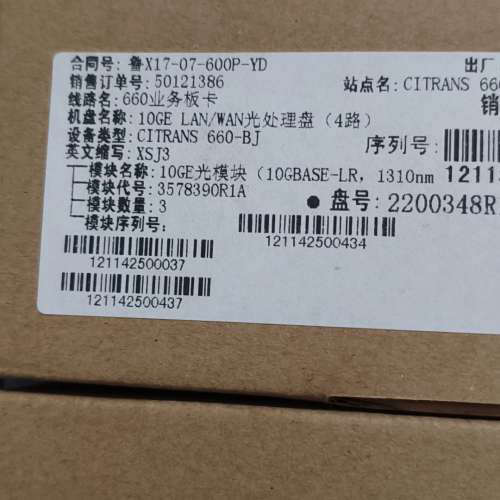 合同号: 鲁X17-07-600P-YD
出厂
销售订单号: 50121386
站点名: CITRANS 660
线路名: 660业务板卡
销
机盘名称: 10GE LAN/WAN光处理盘（4路）
设备类型: CITRANS 660-BJ
序列号:
英文缩写: XSJ3
模块名称: 10GE光模块（10GBASE-LR, 1310nm
1211
模块代号: 3578390R1A
● 盘号: 2200348R
模块数量: 3
模块序列号:
121142500434
121142500037
121142500437